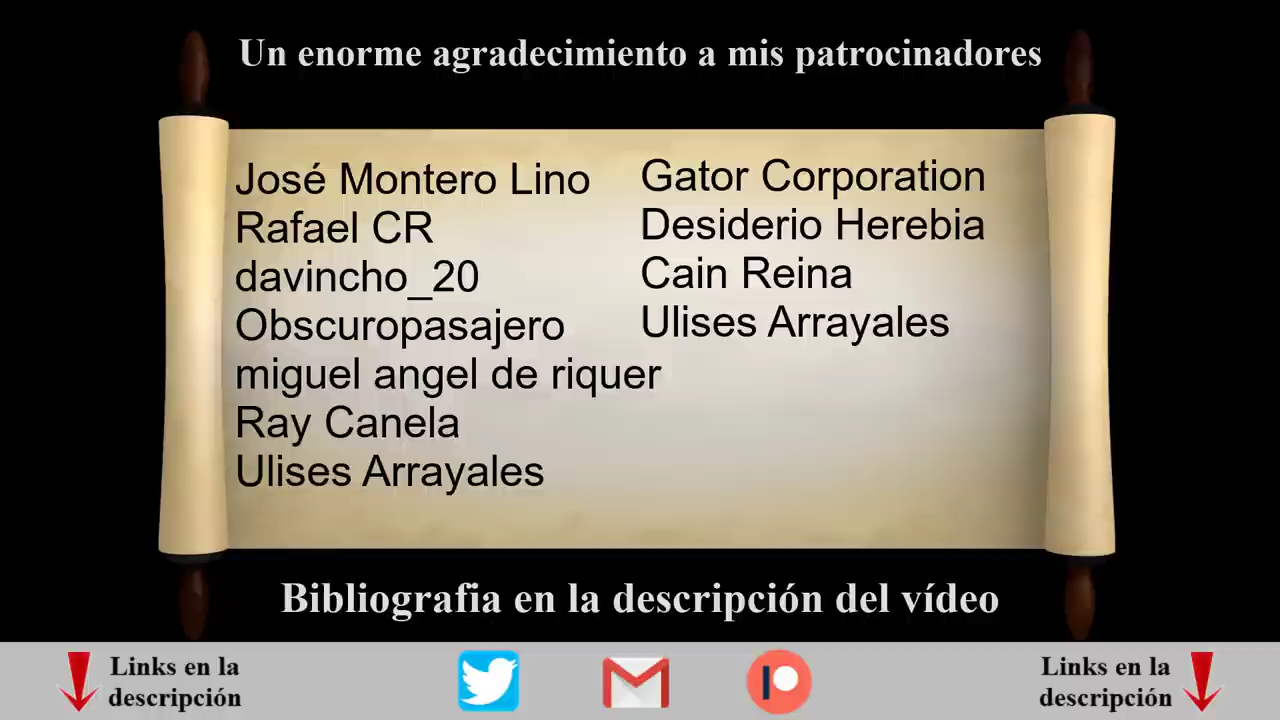 Un enorme agradecimiento a mis patrocinadores
José Montero Lino
Rafael CR
davincho_20
Obscuropasajero
miguel angel de riquer
Ray Canela
Ulises Arrayales
Gator Corporation
Desiderio Herebia
Cain Reina
Ulises Arrayales
Bibliografia en la descripción del vídeo
Links en la
descripción
Links en la
descripción